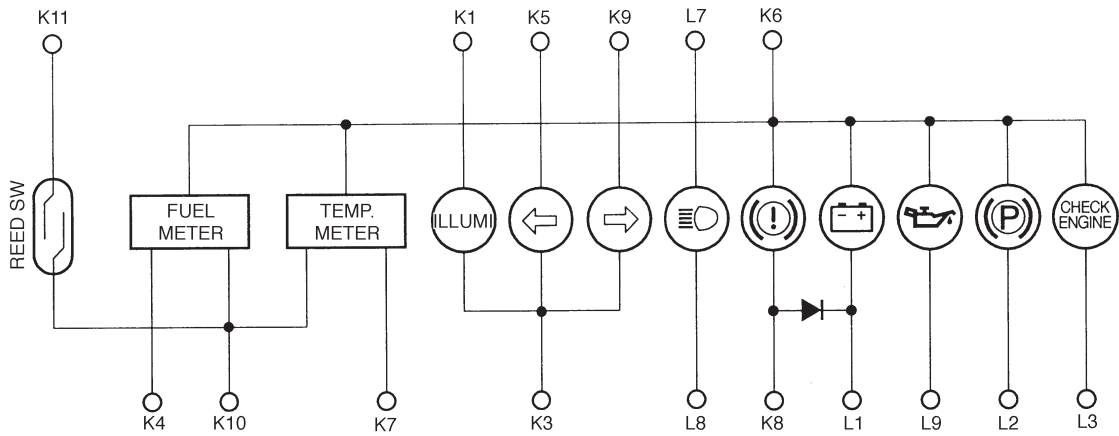 K11
K1
K5
K9
L7
K6
REED SW
FUEL
METER
TEMP.
METER
ILLUMI
!
- +
P
CHECK
ENGINE
K4
K10
K7
K3
L8
K8
L1
L9
L2
L3